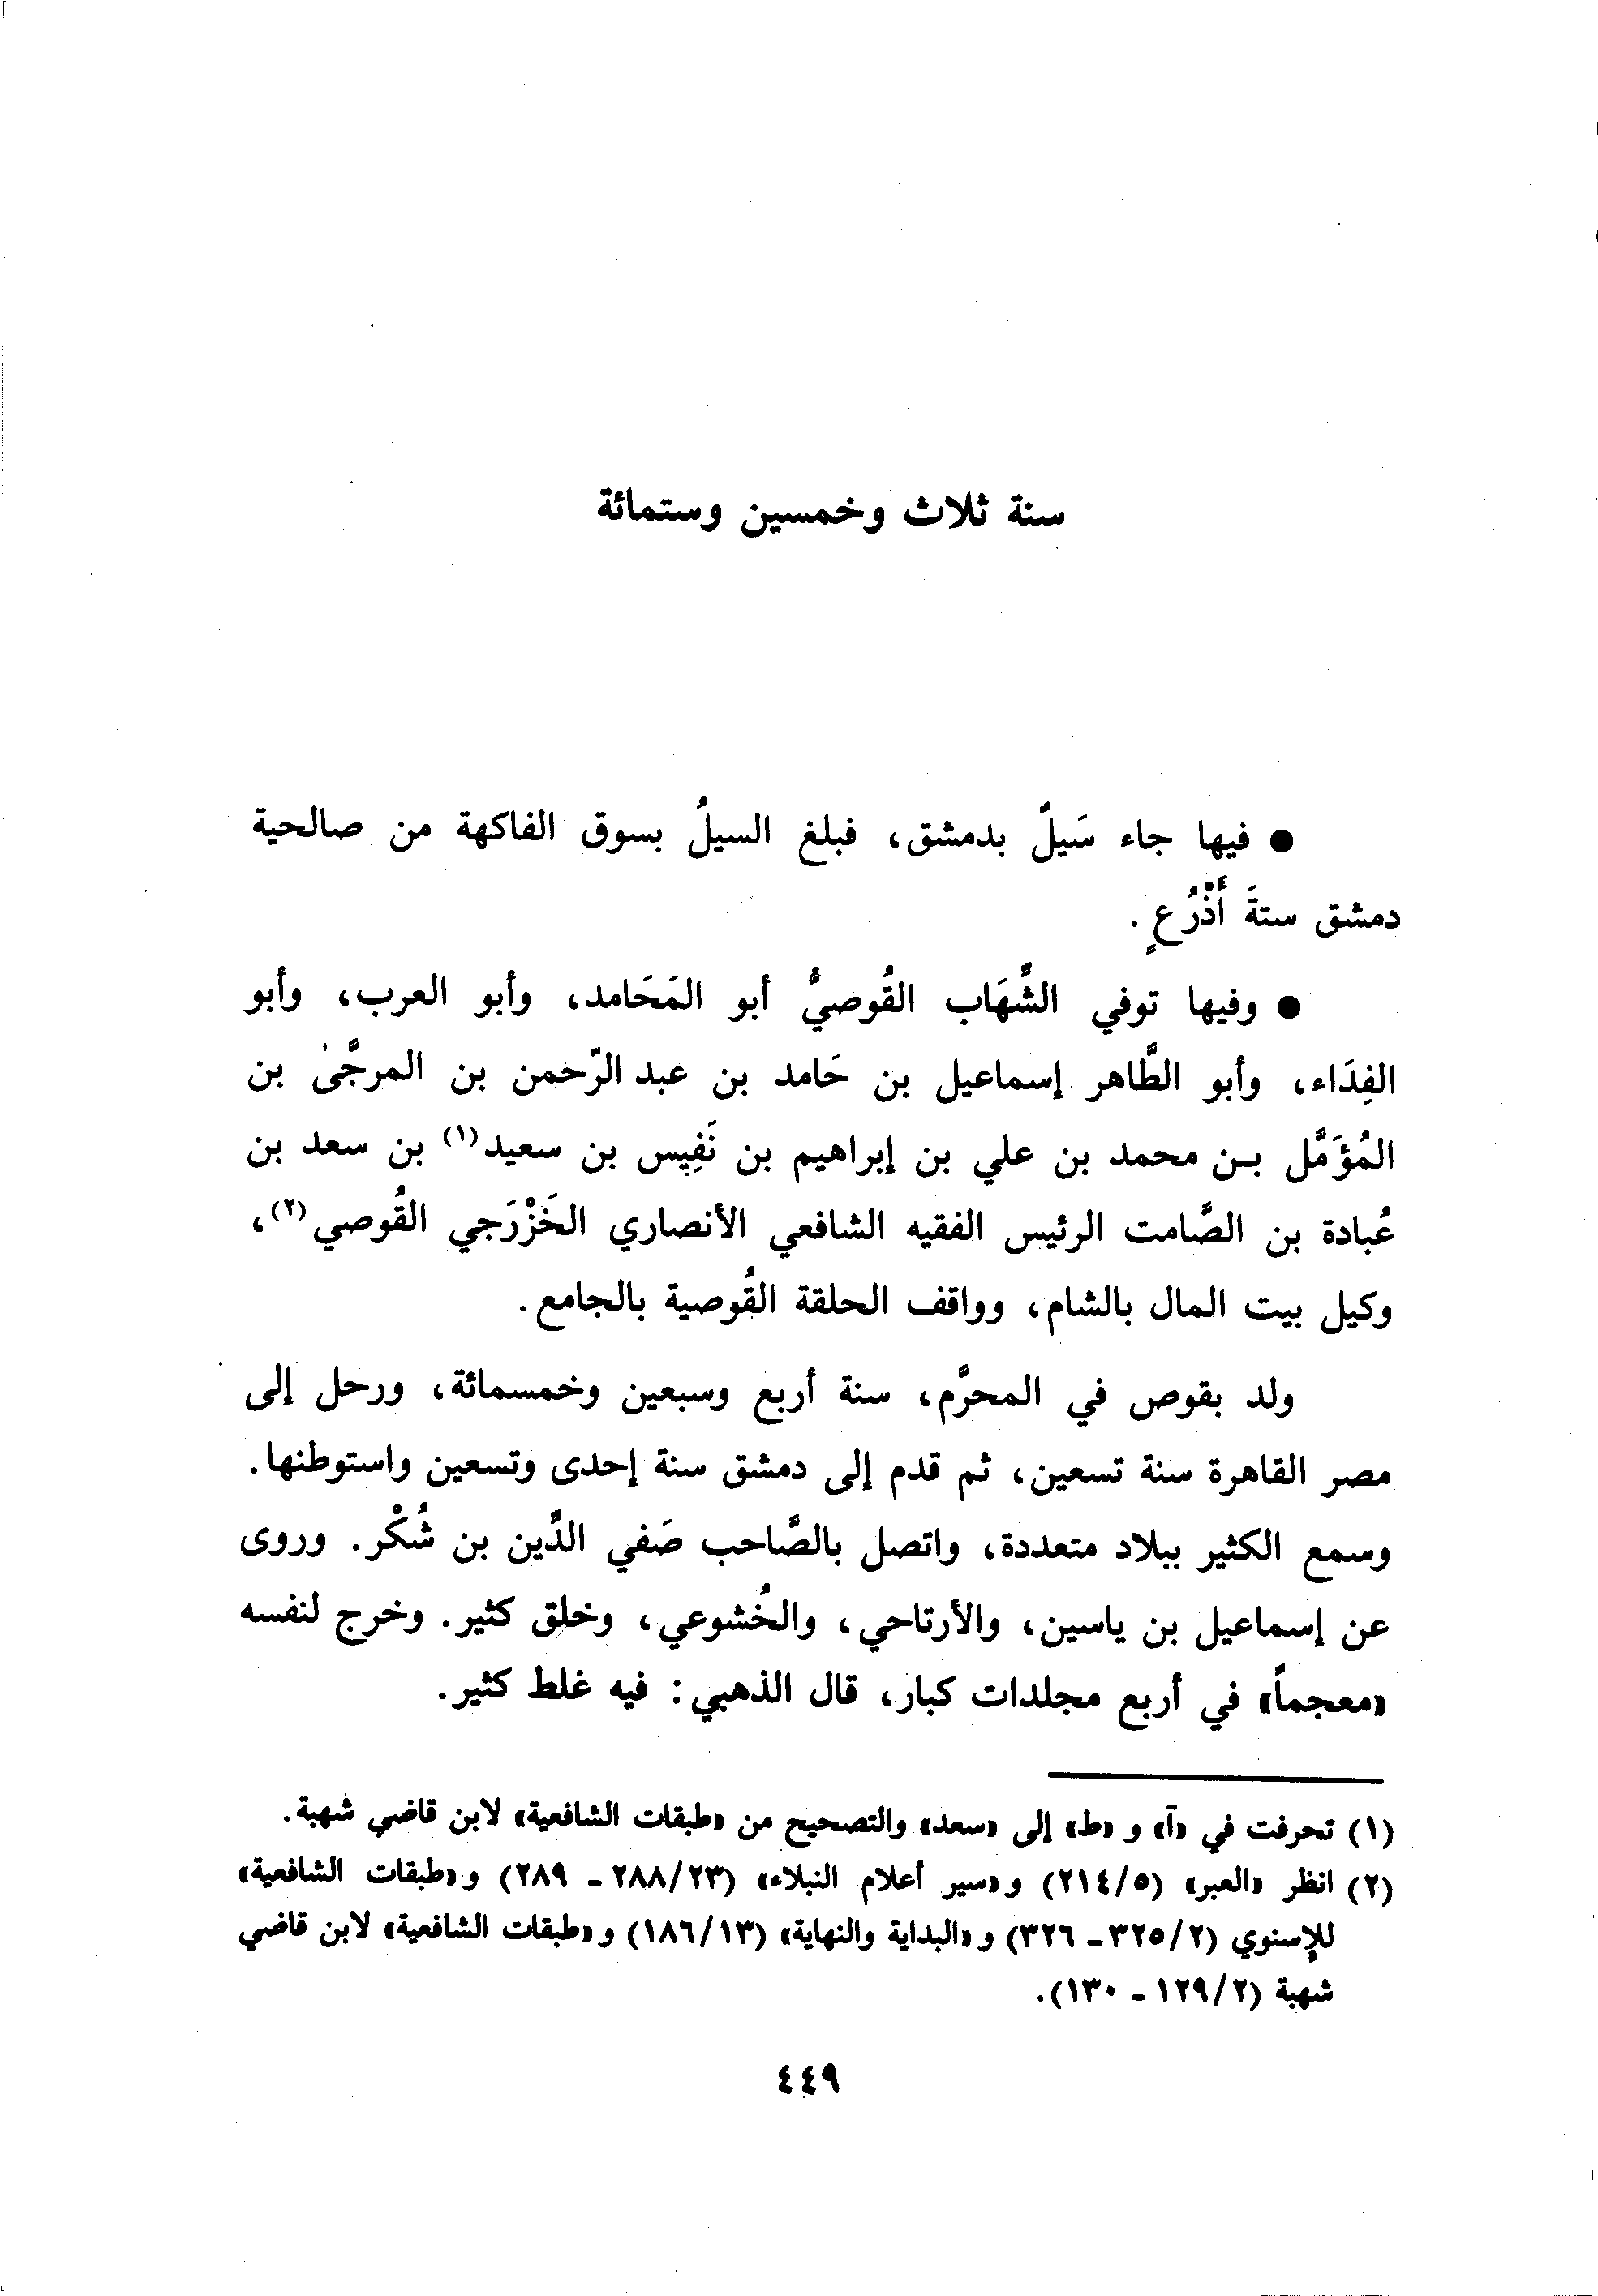 سنة ثلاث وخمسين وستمائة
● فيها جاء سَيلٌ بدمشق، فبلغ السيلُ بسوق الفاكهة من صالحية
دمشق ستةَ أَذْرُعٍ.
● وفيها توفي الشِّهَاب القُوصيُّ أبو المَحَامد، وأبو العرب، وأبو
الفِدَاء، وأبو الطَّاهر إسماعيل بن حَامد بن عبد الرّحمن بن المرجَّىٰ بن
المُؤَمَّل بـن محمد بن علي بن إبراهيم بن نَفِيس بن سعيد(١) بن سعد بن
عُبادة بن الصَّامت الرئيس الفقيه الشافعي الأنصاري الخَزْرَجي القُوصي(٢)،
وكيل بيت المال بالشام، وواقف الحلقة القُوصية بالجامع.
ولد بقوص في المحرَّم، سنة أربع وسبعين وخمسمائة، ورحل إلى
مصر القاهرة سنة تسعين، ثم قدم إلى دمشق سنة إحدى وتسعين واستوطنها.
وسمع الكثير ببلاد متعددة، واتصل بالصَّاحب صَفي الدِّين بن شُكْر. وروى
عن إسماعيل بن ياسين، والأرتاحي، والخُشوعي، وخلق كثير. وخرج لنفسه
«معجماً» في أربع مجلدات كبار، قال الذهبي: فيه غلط كثير.
(١) تحرفت في «آ» و «ط» إلى «سعد» والتصحيح من «طبقات الشافعية» لابن قاضي شهبة.
(٢) انظر «العبر» (٥/٢١٤) و«سير أعلام النبلاء» (٢٣/٢٨٨ ـ ٢٨٩) و«طبقات الشافعية»
للإسنوي (٢/٣٢٥ ـ ٣٢٦) و«البداية والنهاية» (١٣/١٨٦) و«طبقات الشافعية» لابن قاضي
شهبة (٢/١٢٩ ـ ١٣٠).
٤٤٩